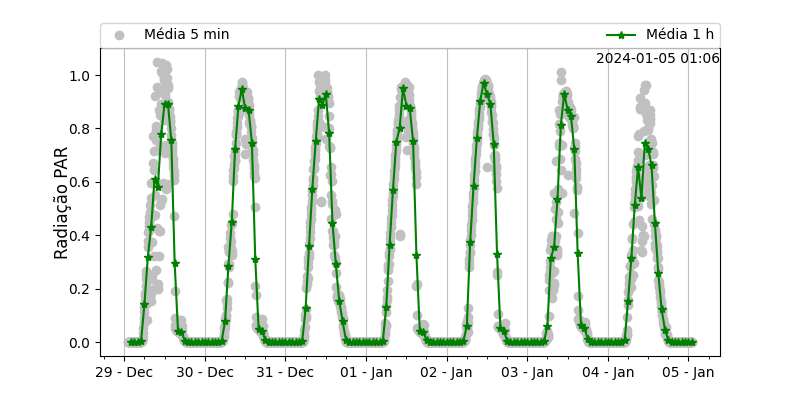 Média 5 min
Média 1 h
2024-01-05 01:06
Radiação PAR
1.0
0.8
0.6
0.4
0.2
0.0
29 - Dec
30 - Dec
31 - Dec
01 - Jan
02 - Jan
03 - Jan
04 - Jan
05 - Jan